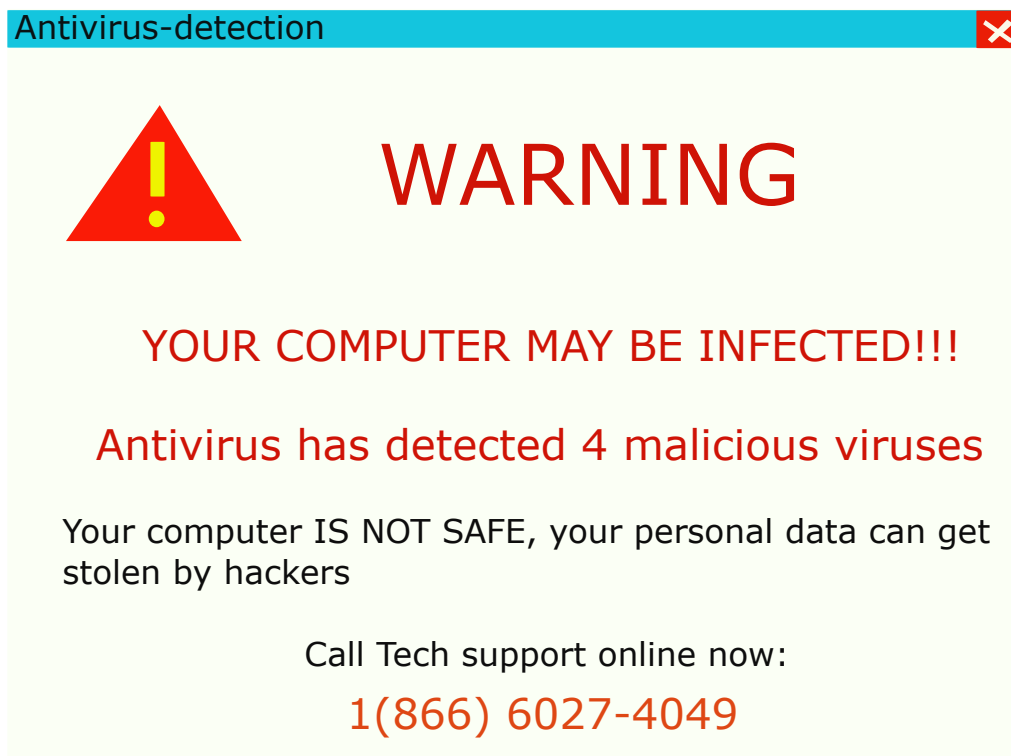 Antivirus-detection
!
WARNING
YOUR COMPUTER MAY BE INFECTED!!!
Antivirus has detected 4 malicious viruses
Your computer IS NOT SAFE, your personal data can get
stolen by hackers
Call Tech support online now:
1(866) 6027-4049